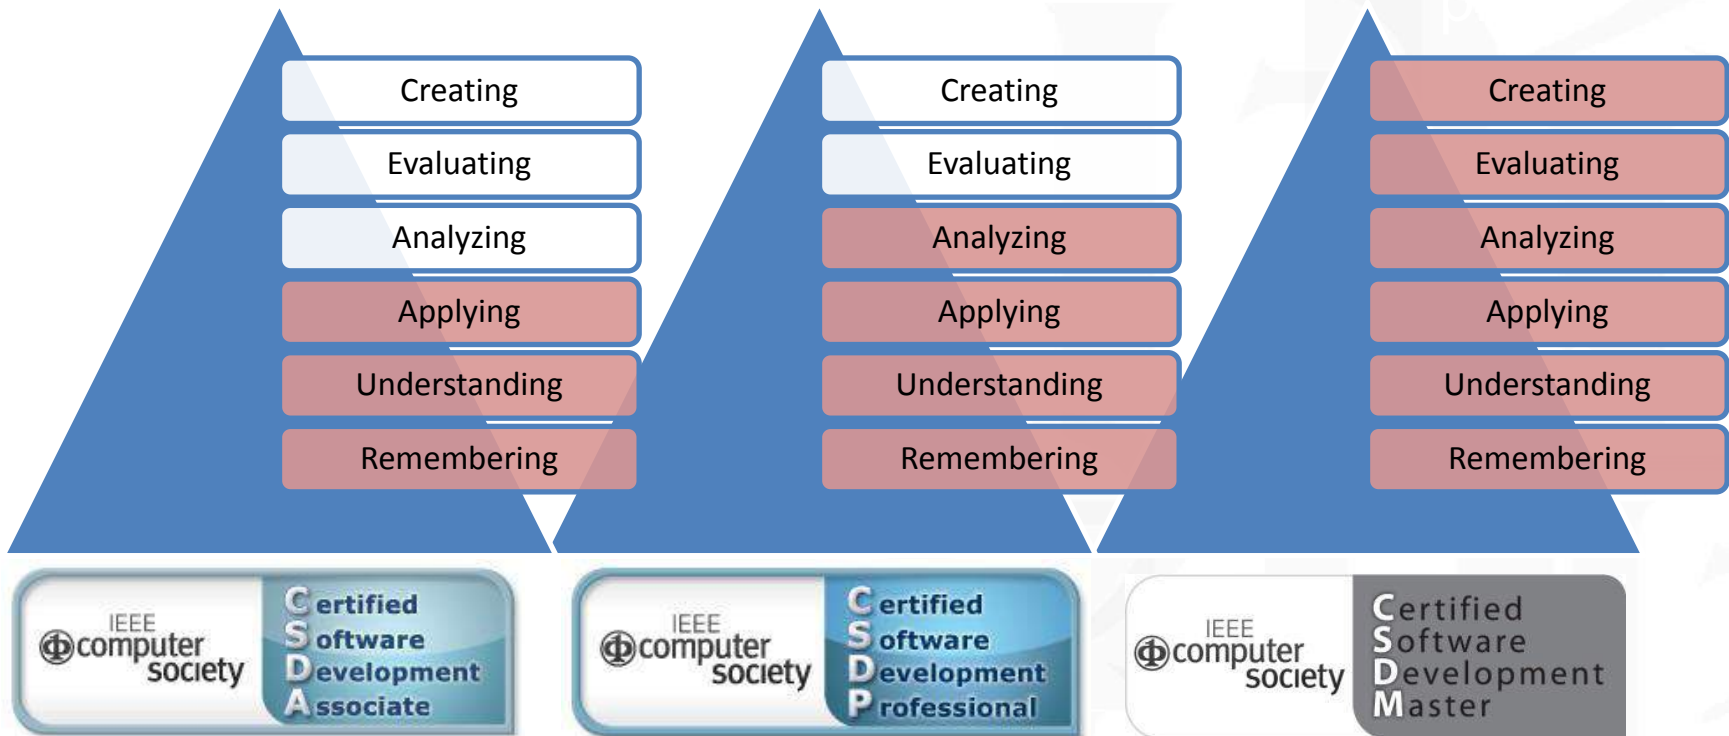 Creating
Evaluating
Analyzing
Applying
Understanding
Remembering
Creating
Evaluating
Analyzing
Applying
Understanding
Remembering
Creating
Evaluating
Analyzing
Applying
Understanding
Remembering
IEEE
computer
society
Certified
Software
Development
Associate
IEEE
computer
society
Certified
Software
Development
Professional
IEEE
computer
society
Certified
Software
Development
Master